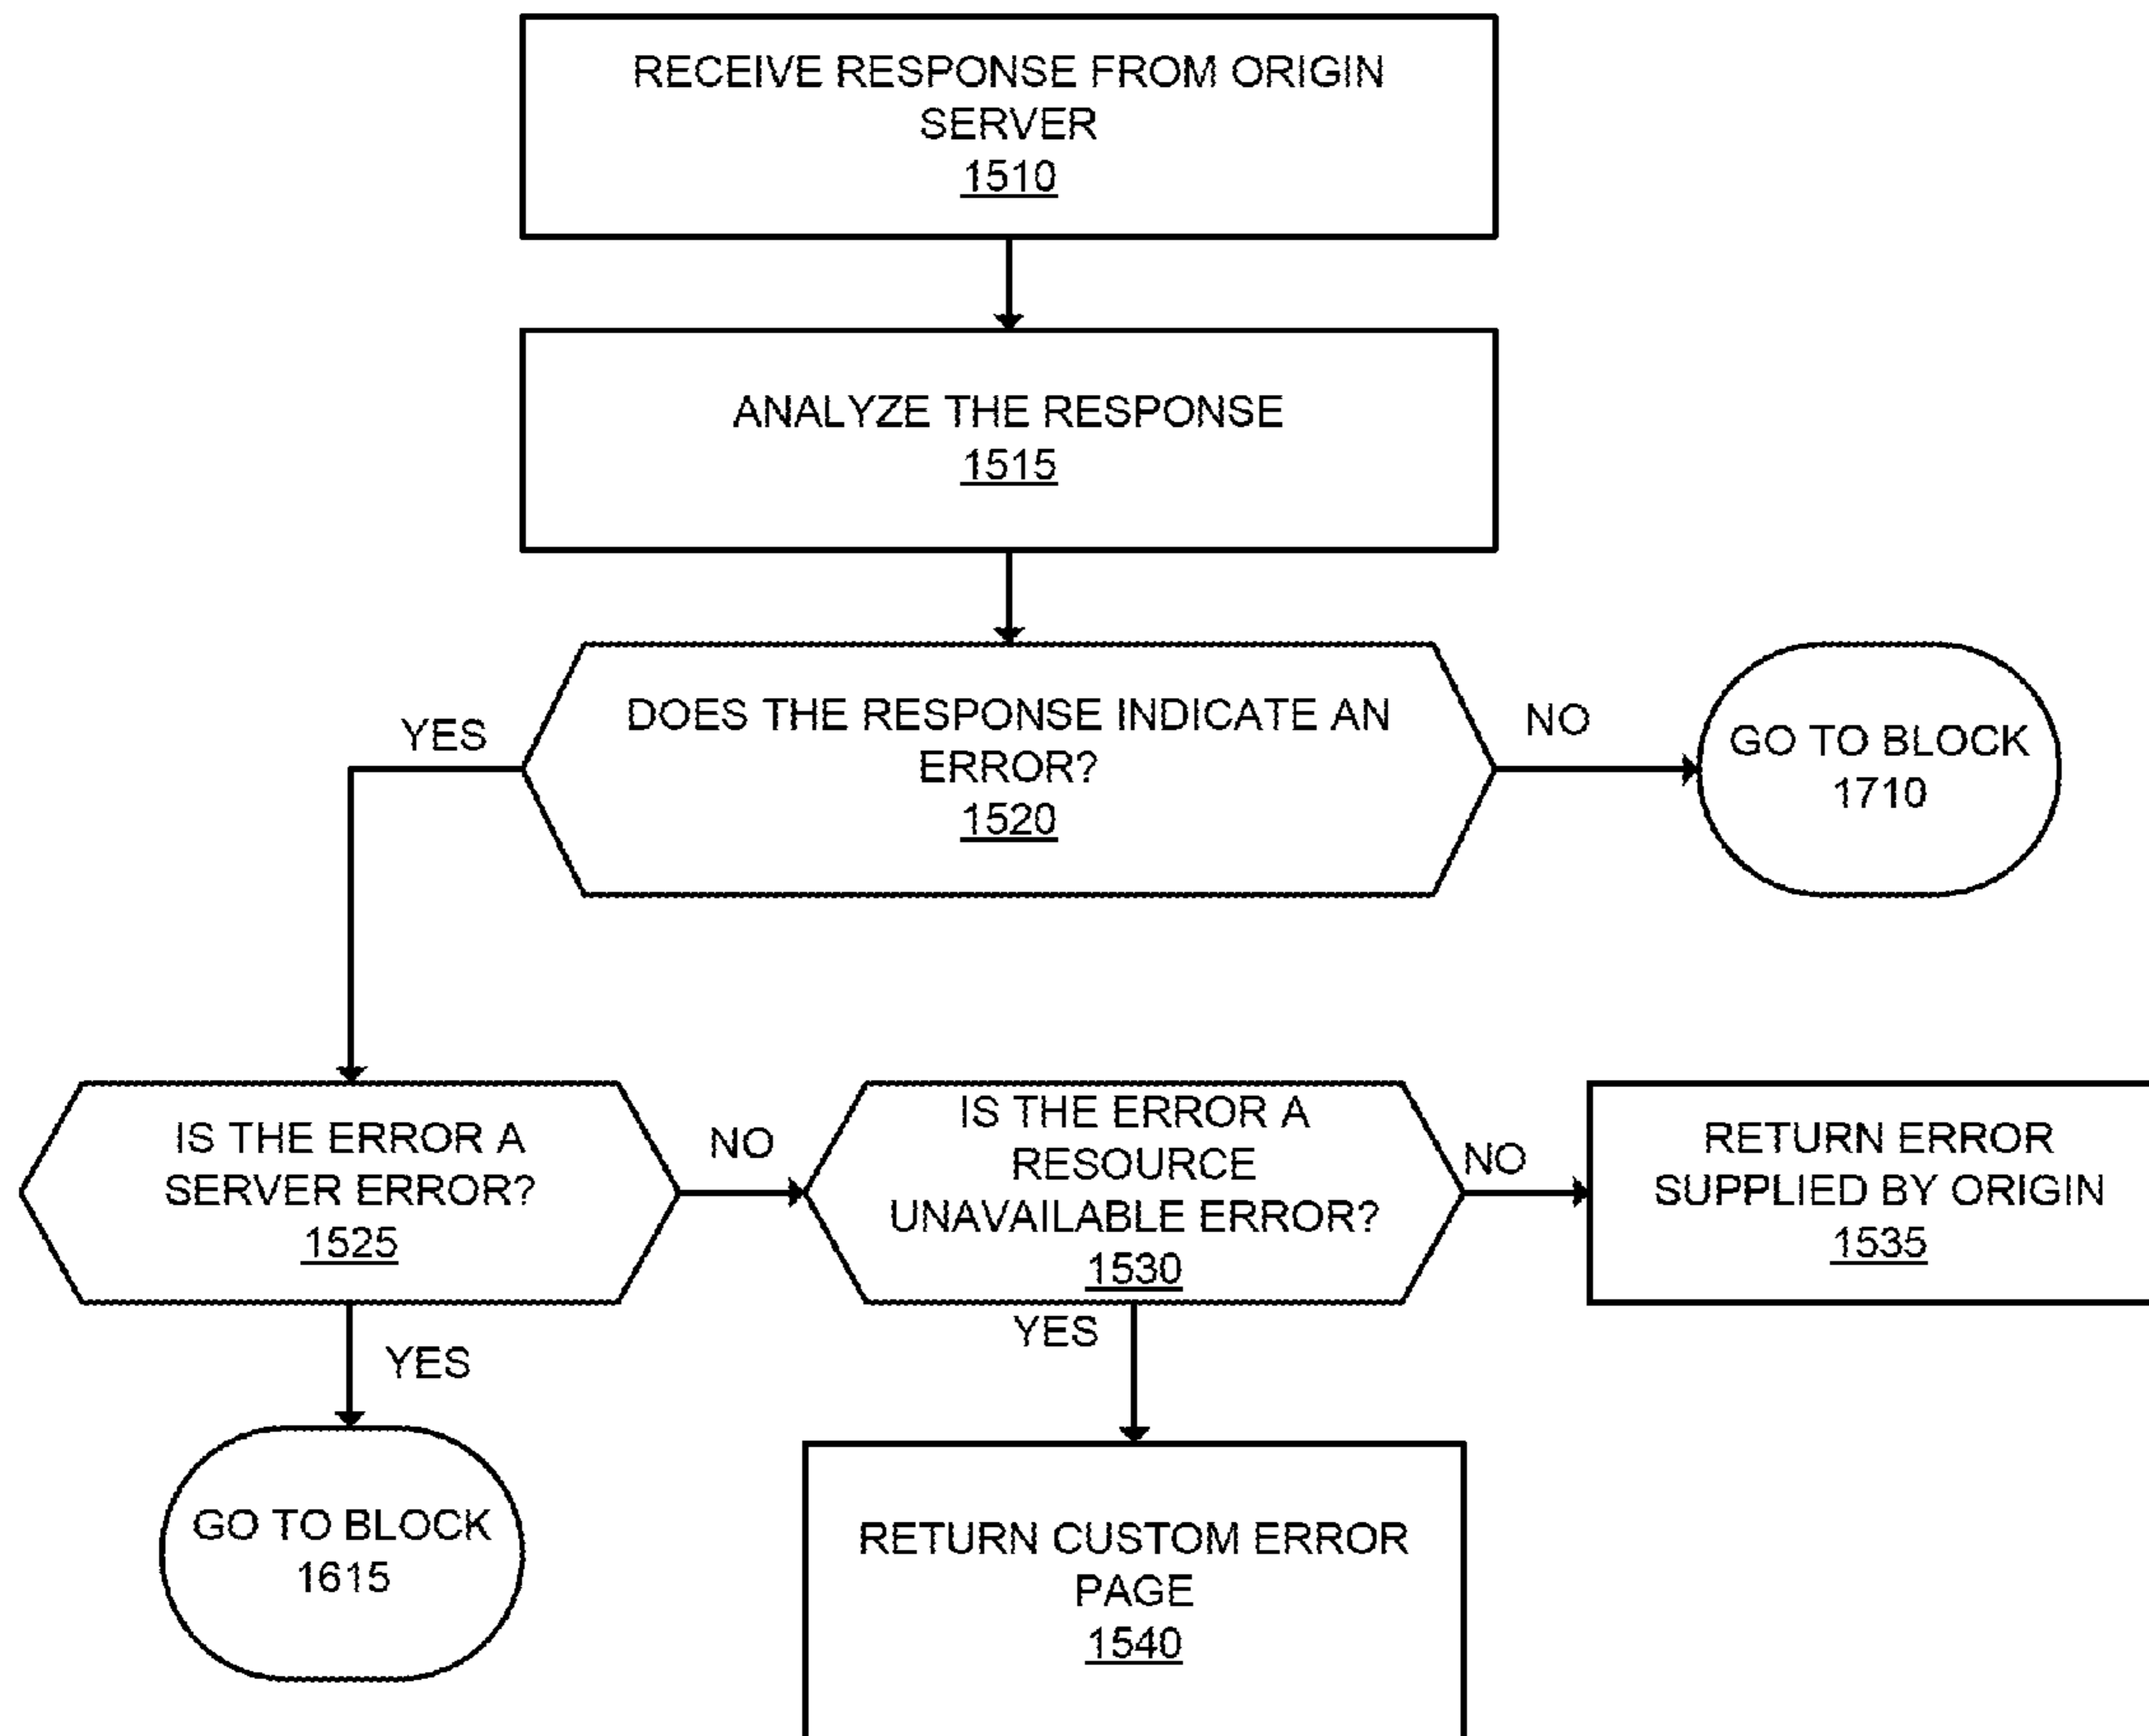 RECEIVE RESPONSE FROM ORIGIN
SERVER
1510
ANALYZE THE RESPONSE
1515
DOES THE RESPONSE INDICATE AN
ERROR?
1520
YES
NO
GO TO BLOCK
1710
IS THE ERROR A
SERVER ERROR?
1525
NO
IS THE ERROR A
RESOURCE
UNAVAILABLE ERROR?
1530
NO
RETURN ERROR
SUPPLIED BY ORIGIN
1535
YES
GO TO BLOCK
1615
YES
RETURN CUSTOM ERROR
PAGE
1540